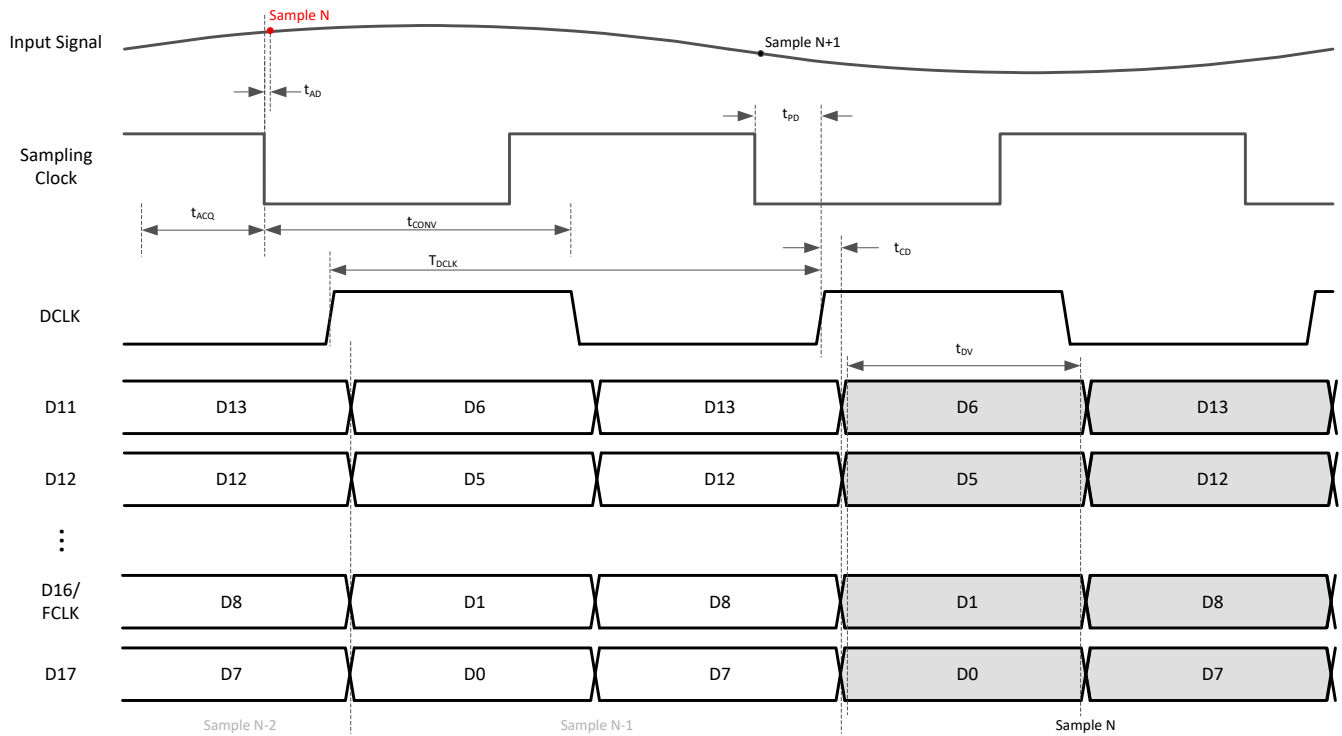 Sample N
Input Signal
Sample N+1
tAD
tPD
Sampling
Clock
tACQ
tCONV
tCD
TDCLK
DCLK
tDV
D11
D13
D6
D13
D6
D13
D12
D12
D5
D12
D5
D12
D16/
FCLK
D8
D1
D8
D1
D8
D17
D7
D0
D7
D0
D7
Sample N-2
Sample N-1
Sample N